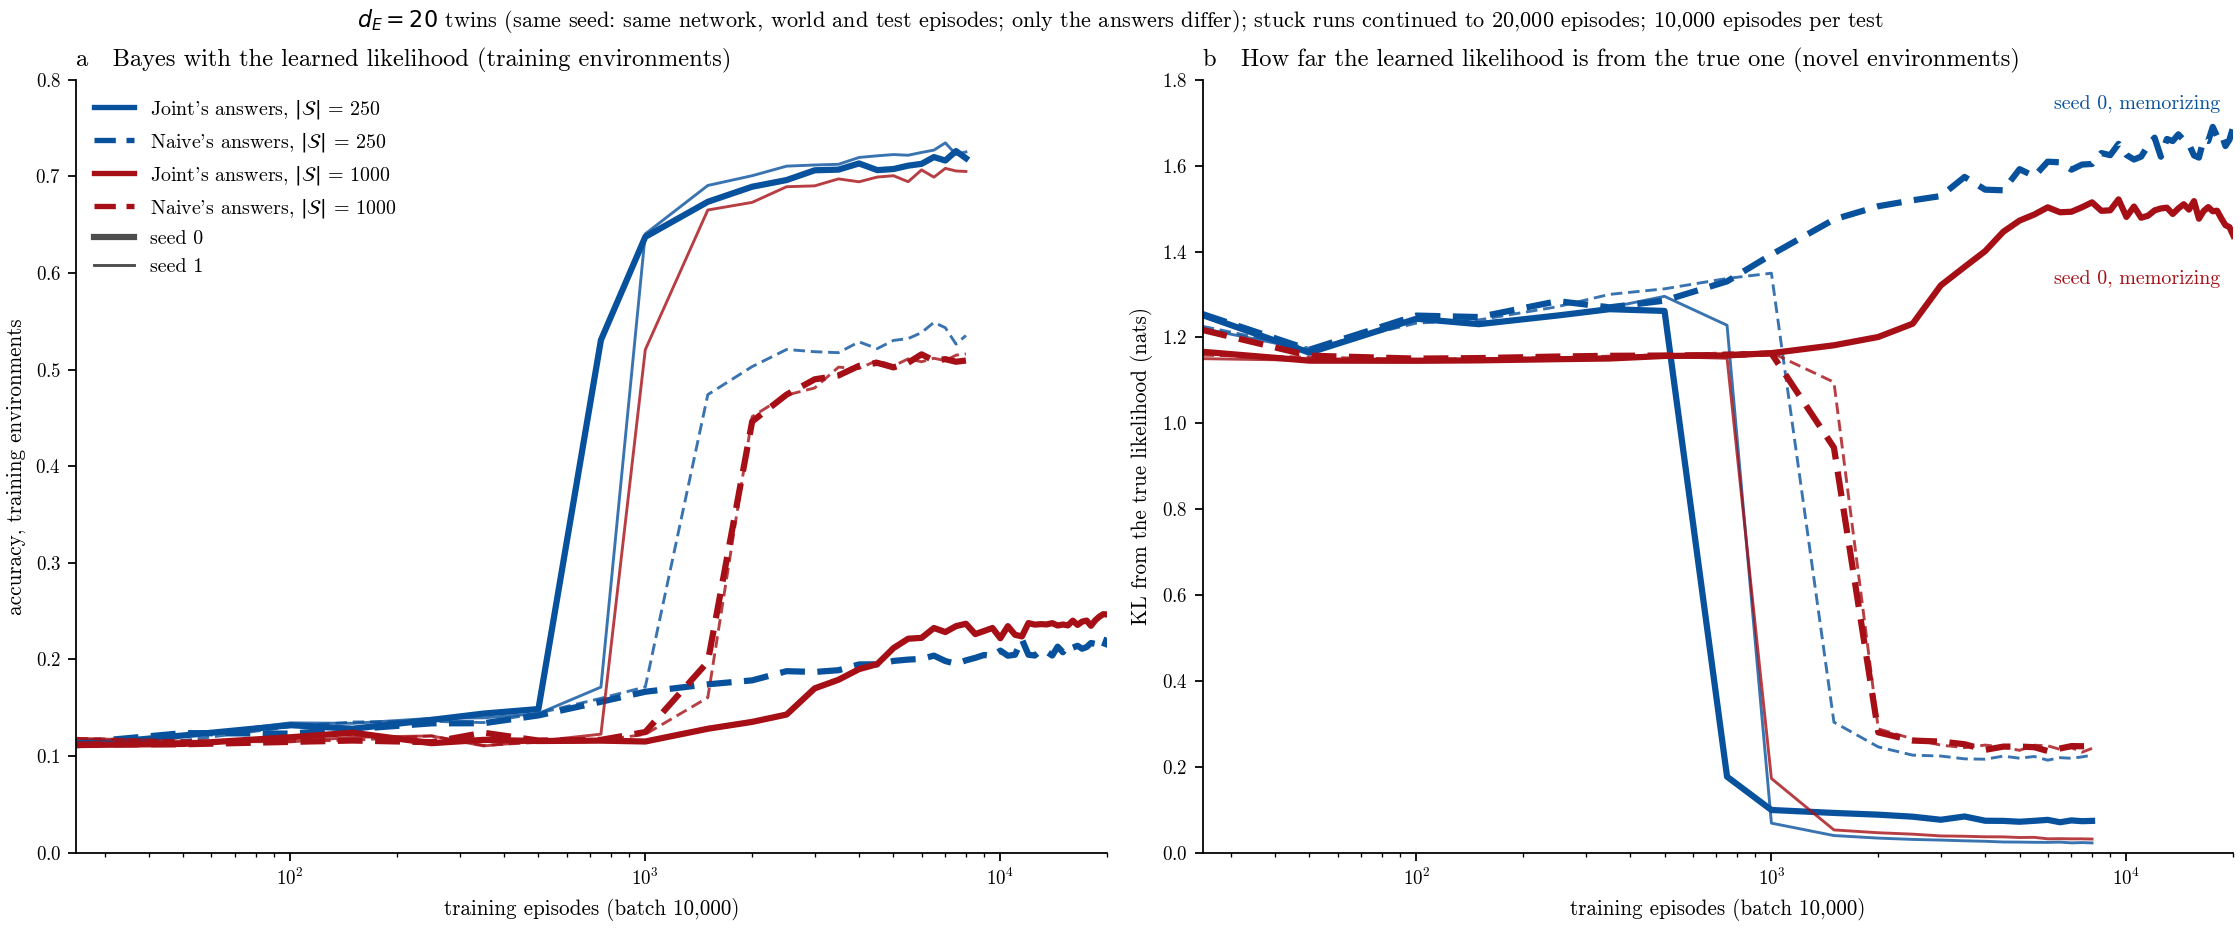 d_E = 20 twins (same seed: same network, world and test episodes; only the answers differ); stuck runs continued to 20,000 episodes; 10,000 episodes per test
a Bayes with the learned likelihood (training environments)
0.8
0.7
0.6
0.5
0.4
0.3
0.2
0.1
0.0
accuracy, training environments
Joint's answers, |𝒮| = 250
Naive's answers, |𝒮| = 250
Joint's answers, |𝒮| = 1000
Naive's answers, |𝒮| = 1000
seed 0
seed 1
10² 10³ 10⁴
training episodes (batch 10,000)
b How far the learned likelihood is from the true one (novel environments)
1.8
1.6
1.4
1.2
1.0
0.8
0.6
0.4
0.2
0.0
KL from the true likelihood (nats)
seed 0, memorizing
seed 0, memorizing
10² 10³ 10⁴
training episodes (batch 10,000)